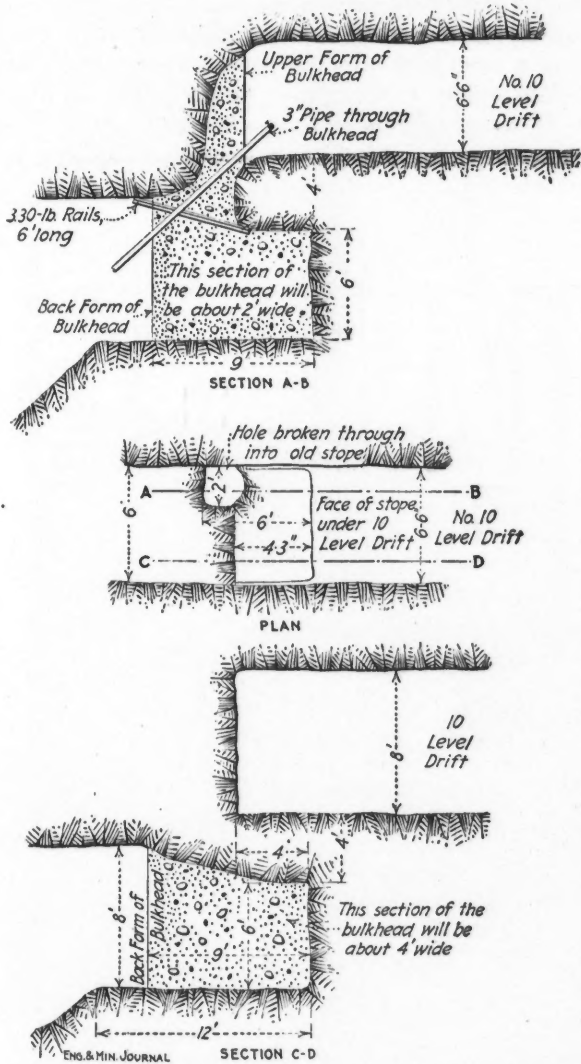 Upper Form of
Bulkhead
3" Pipe through
Bulkhead
6'-6"
No. 10
Level
Drift
330-lb. Rails,
6' long
4'
This section of
the bulkhead will
be about 2' wide
6'
Back Form of
Bulkhead
9
SECTION A-B
Hole broken through
into old stope
A
2'
B
6'
6'
Face of stope
under 10
Level Drift
6'-6"
No. 10
Level Drift
4'-3"
C
D
PLAN
8'
10
Level
Drift
4'
4'
8'
Back Form of
Bulkhead
9'
6'
This section of the
bulkhead will be
about 4' wide
12'
ENG. & MIN. JOURNAL
SECTION C-D